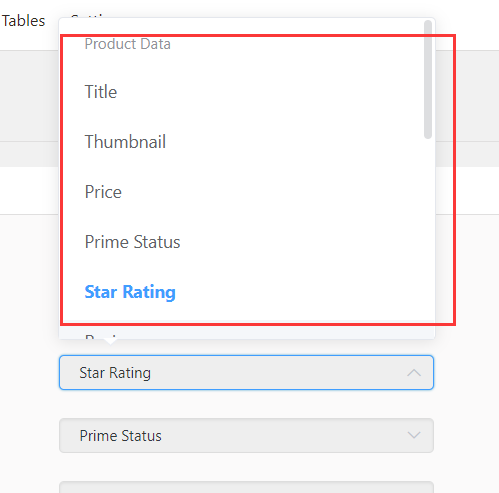 Tables
Product Data
Title
Thumbnail
Price
Prime Status
Star Rating
Star Rating
Prime Status